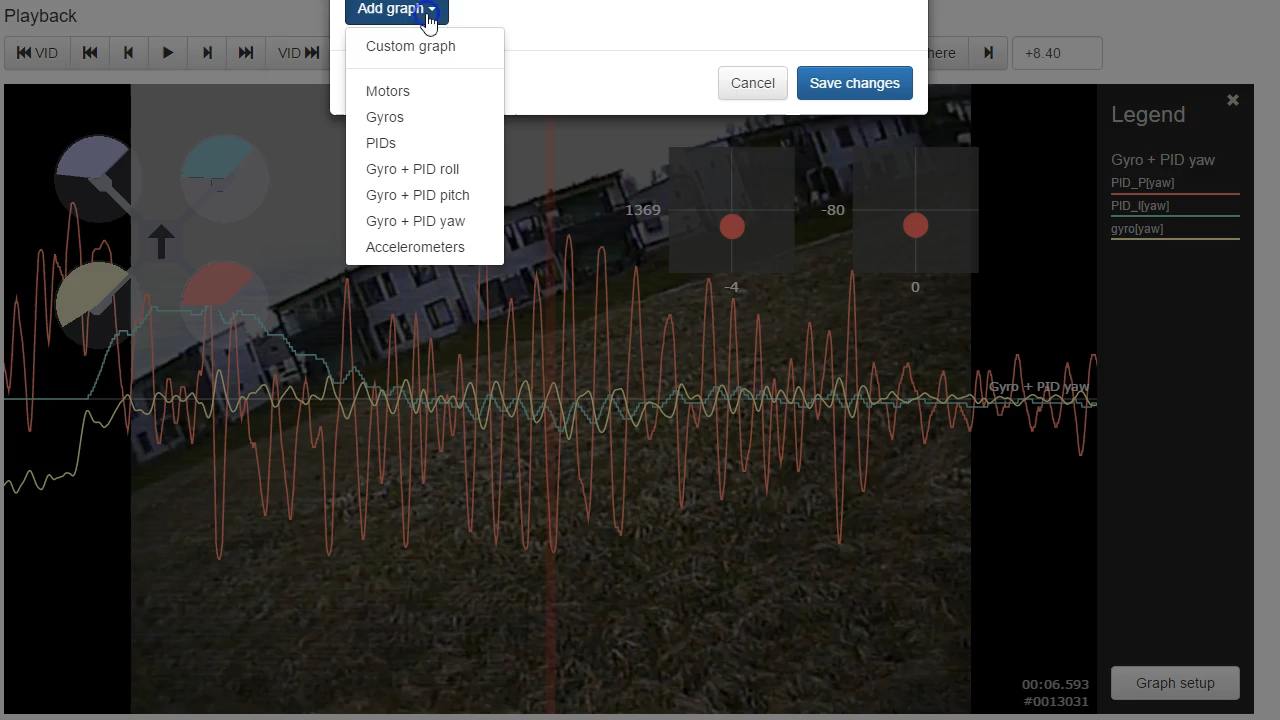 Playback
Add graph
VID
VID
here
+8.40
Custom graph
Motors
Gyros
PIDs
Gyro + PID roll
Gyro + PID pitch
Gyro + PID yaw
Accelerometers
Cancel
Save changes
Legend
Gyro + PID yaw
PID_P[yaw]
PID_I[yaw]
gyro[yaw]
1369
-80
-4
0
Gyro + PID yaw
00:06.593
#0013031
Graph setup